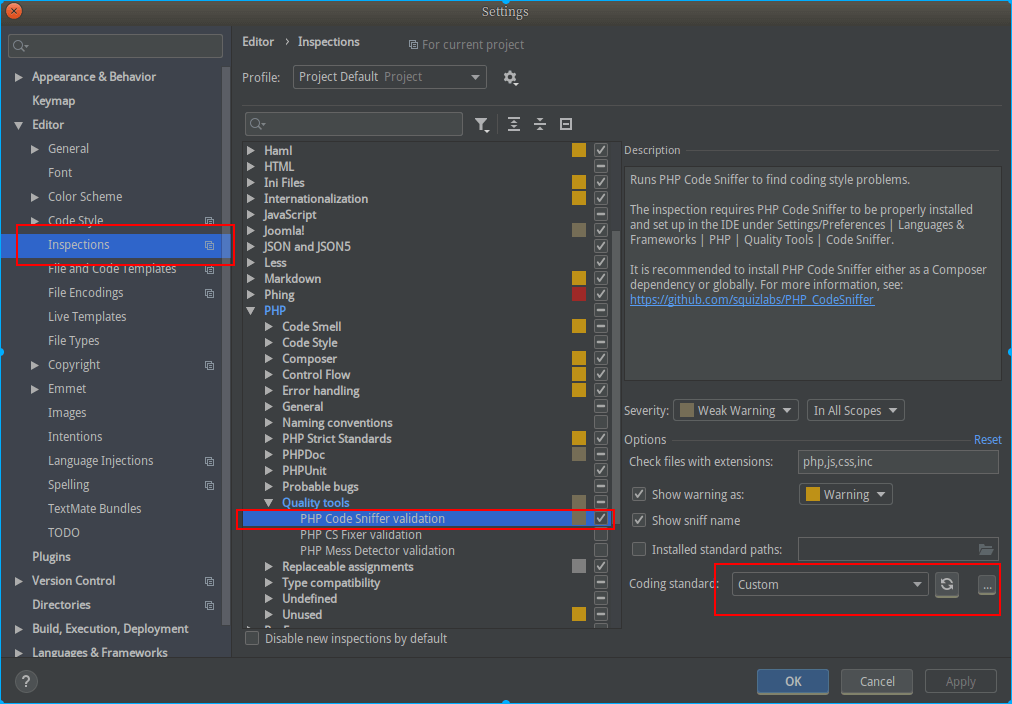 Settings
Appearance & Behavior
Keymap
Editor
General
Font
Color Scheme
Code Style
Inspections
File and Code Templates
File Encodings
Live Templates
File Types
Copyright
Emmet
Images
Intentions
Language Injections
Spelling
TextMate Bundles
TODO
Plugins
Version Control
Directories
Build, Execution, Deployment
Languages & Frameworks
Editor › Inspections
For current project
Profile: Project Default Project
Haml
HTML
Ini Files
Internationalization
JavaScript
Joomla!
JSON and JSON5
Less
Markdown
Phing
PHP
Code Smell
Code Style
Composer
Control Flow
Error handling
General
Naming conventions
PHP Strict Standards
PHPDoc
PHPUnit
Probable bugs
Quality tools
PHP Code Sniffer validation
PHP CS Fixer validation
PHP Mess Detector validation
Replaceable assignments
Type compatibility
Undefined
Unused
Disable new inspections by default
Description
Runs PHP Code Sniffer to find coding style problems.
The inspection requires PHP Code Sniffer to be properly installed
and set up in the IDE under Settings/Preferences | Languages &
Frameworks | PHP | Quality Tools | Code Sniffer.
It is recommended to install PHP Code Sniffer either as a Composer
dependency or globally. For more information, see:
https://github.com/squizlabs/PHP_CodeSniffer
Severity: Weak Warning In All Scopes
Options Reset
Check files with extensions: php,js,css,inc
Show warning as: Warning
Show sniff name
Installed standard paths:
Coding standard: Custom ...
? OK Cancel Apply